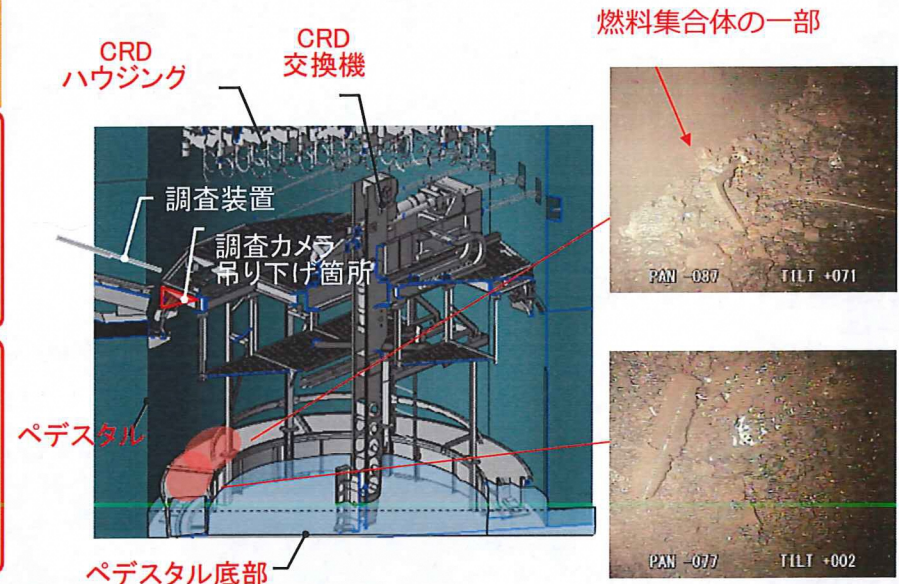 燃料集合体の一部
CRD
ハウジング
CRD
交換機
調査装置
調査カメラ
吊り下げ箇所
ペデスタル
ペデスタル底部
PAN -087 TILT +071
PAN -077 TILT +002